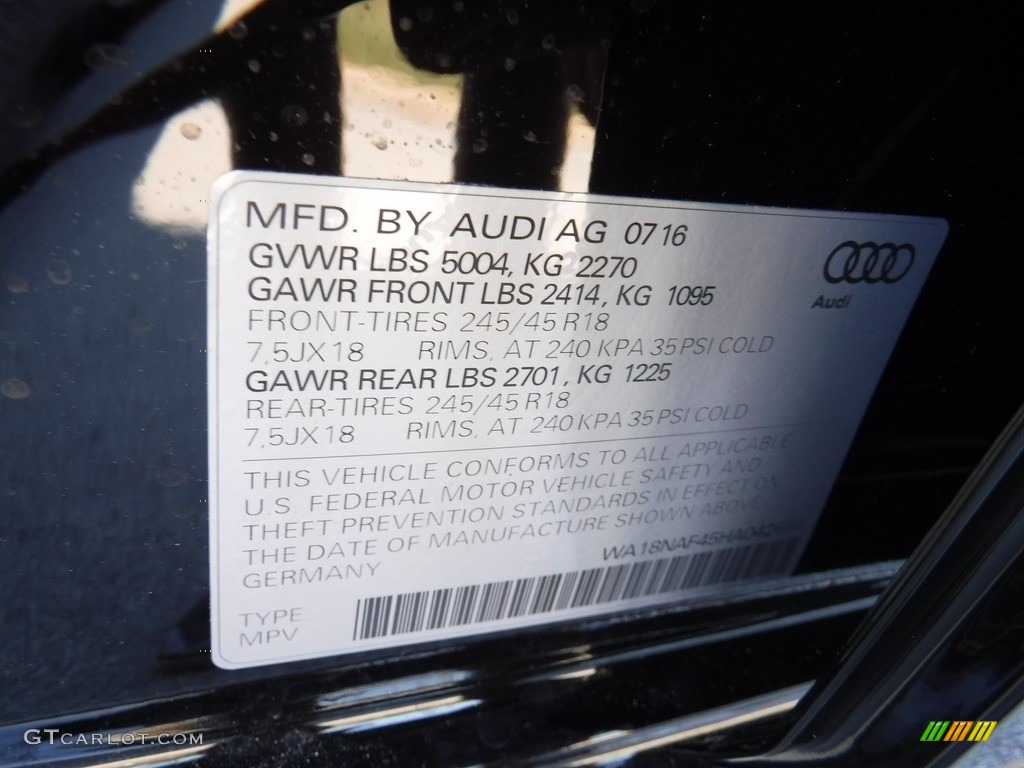 MFD. BY AUDI AG 07 16
GVWR LBS 5004, KG 2270
GAWR FRONT LBS 2414, KG 1095
Audi
FRONT-TIRES 245/45 R18
7,5JX18 RIMS, AT 240 KPA 35 PSI COLD
GAWR REAR LBS 2701, KG 1225
REAR-TIRES 245/45 R18
7,5JX18 RIMS, AT 240 KPA 35 PSI COLD
THIS VEHICLE CONFORMS TO ALL APPLICABLE
U.S. FEDERAL MOTOR VEHICLE SAFETY AND
THEFT PREVENTION STANDARDS IN EFFECT ON
THE DATE OF MANUFACTURE SHOWN ABOVE
GERMANY
TYPE
MPV
GTCARLOT.COM